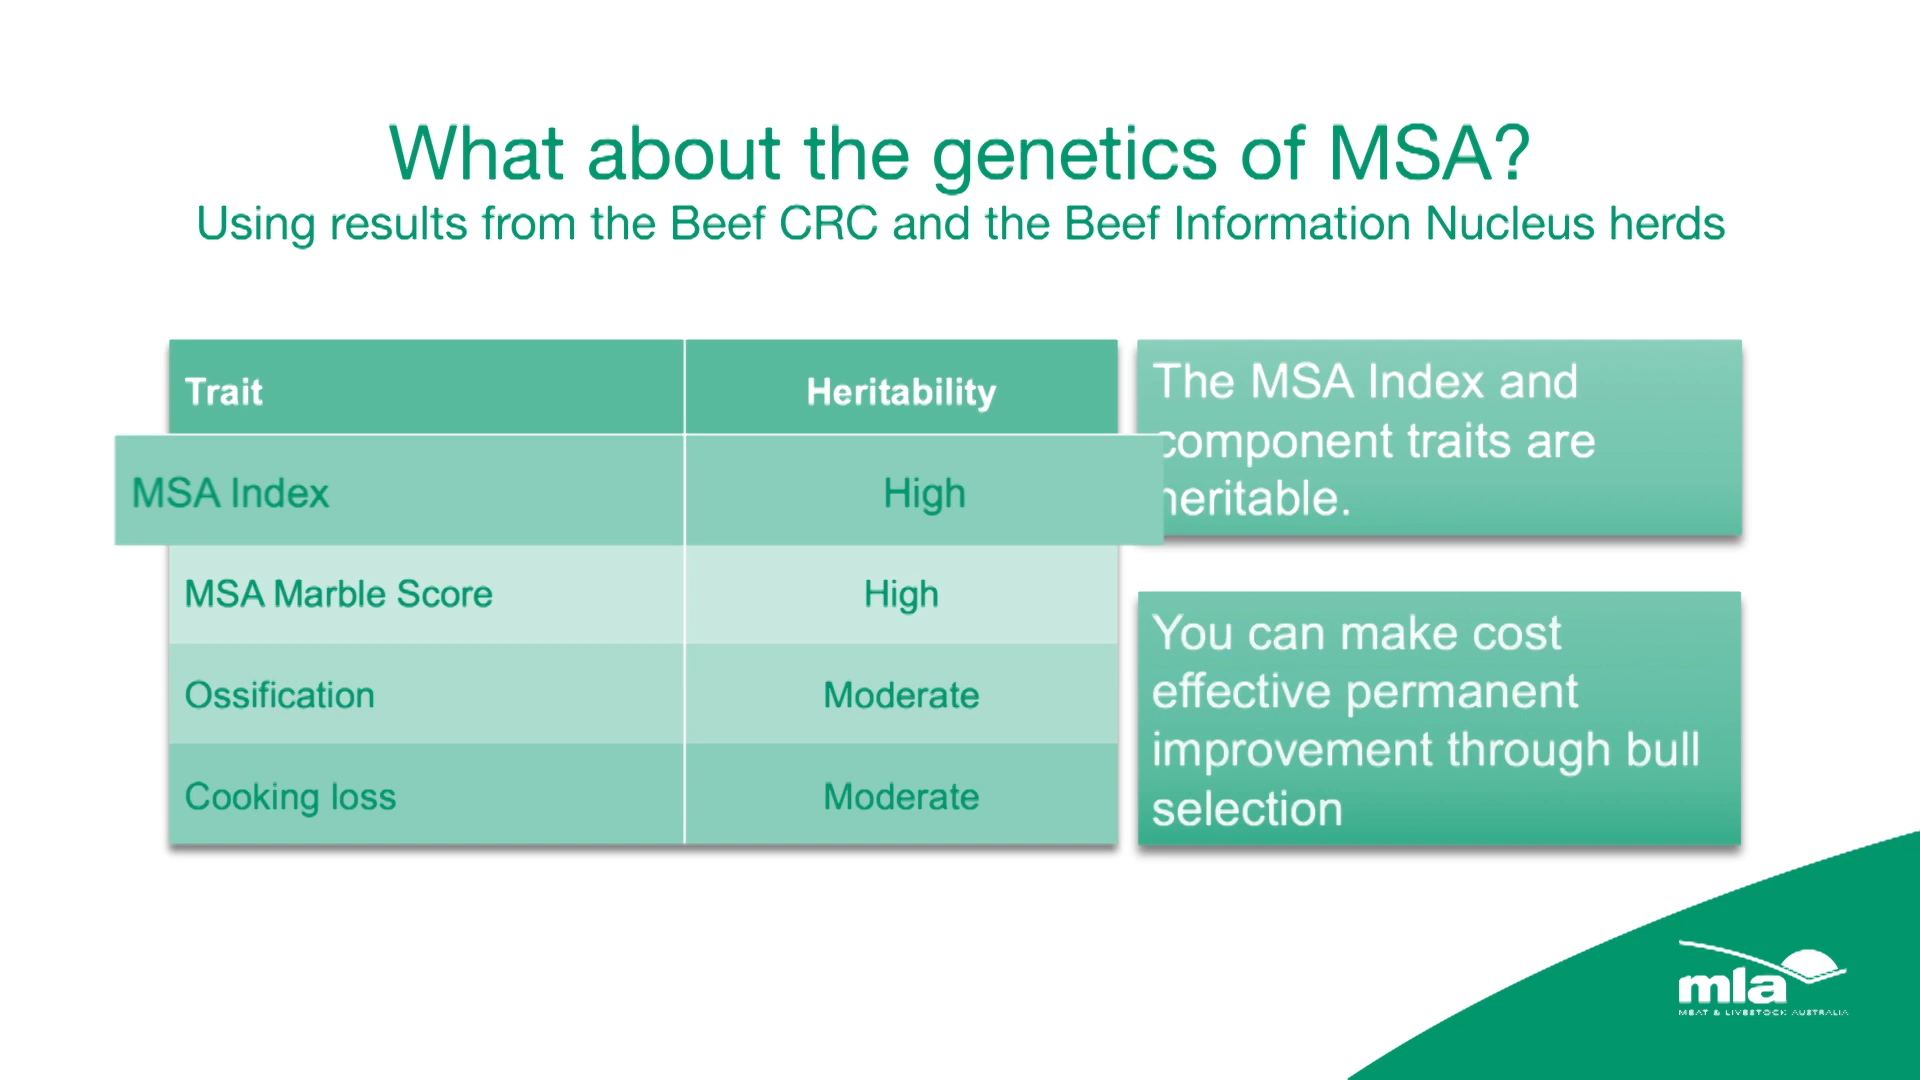 What about the genetics of MSA?
Using results from the Beef CRC and the Beef Information Nucleus herds
Trait Heritability
MSA Index High
MSA Marble Score High
Ossification Moderate
Cooking loss Moderate
The MSA Index and
component traits are
heritable.
You can make cost
effective permanent
improvement through bull
selection
mla
MEAT & LIVESTOCK AUSTRALIA